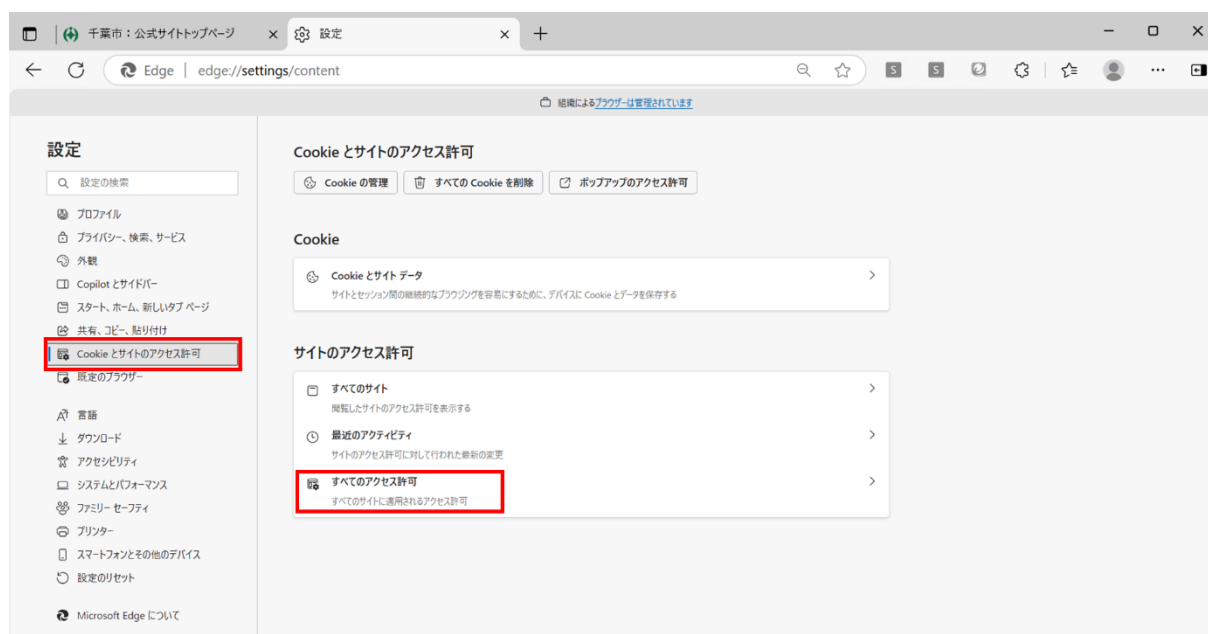 千葉市：公式サイトトップページ
設定
Edge edge://settings/content
S S
組織によるブラウザーは管理されています
設定
設定の検索
プロファイル
プライバシー、検索、サービス
外観
Copilot とサイドバー
スタート、ホーム、新しいタブ ページ
共有、コピー、貼り付け
Cookie とサイトのアクセス許可
既定のブラウザー
言語
ダウンロード
アクセシビリティ
システムとパフォーマンス
ファミリー セーフティ
プリンター
スマートフォンとその他のデバイス
設定のリセット
Microsoft Edge について
Cookie とサイトのアクセス許可
Cookie の管理 すべての Cookie を削除 ポップアップのアクセス許可
Cookie
Cookie とサイト データ
サイトとセッション間の継続的なブラウジングを容易にするために、デバイスに Cookie とデータを保存する
サイトのアクセス許可
すべてのサイト
閲覧したサイトのアクセス許可を表示する
最近のアクティビティ
サイトのアクセス許可に対して行われた最新の変更
すべてのアクセス許可
すべてのサイトに適用されるアクセス許可